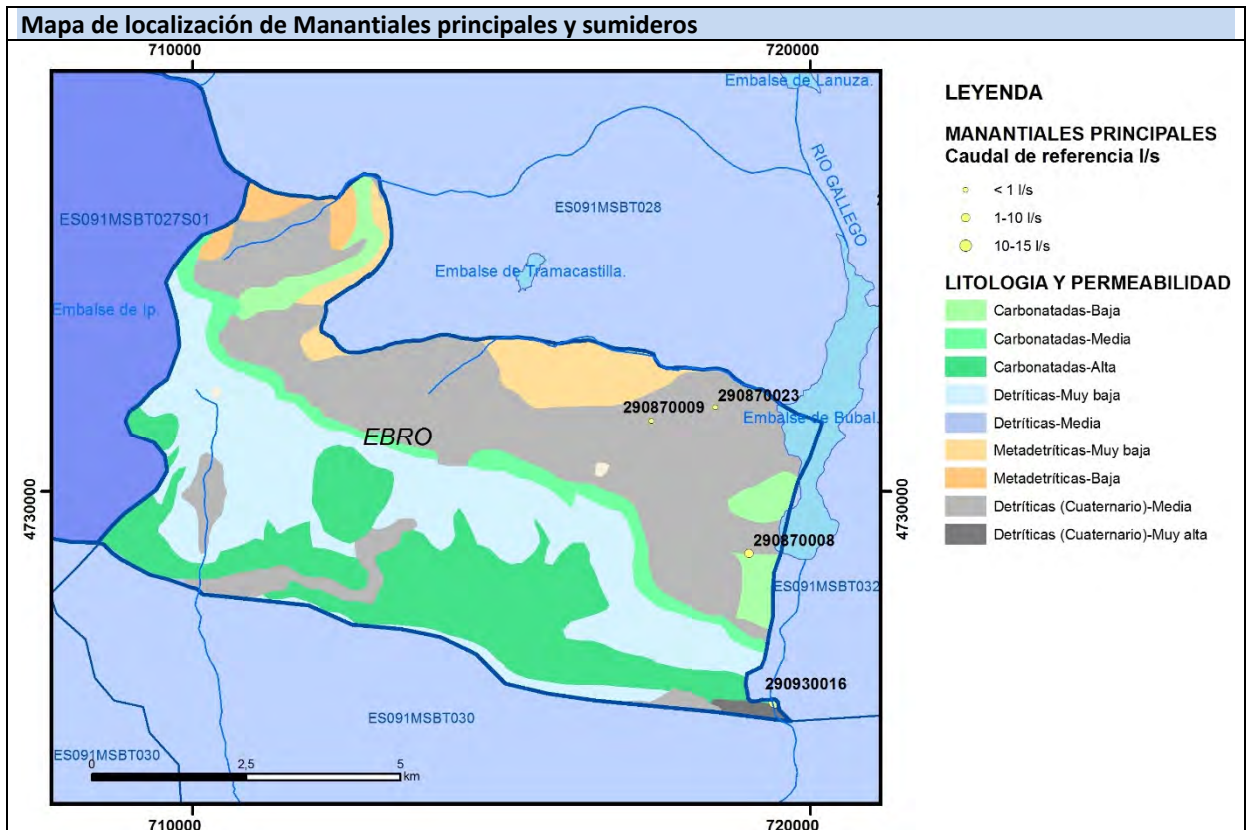 Mapa de localización de Manantiales principales y sumideros
710000
720000
Embalse de Lanuza.
RIO GALLEGO
ES091MSBT027S01
ES091MSBT028
Embalse de Tramacastilla.
Embalse de Ip.
290870023
290870009
Embalse de Búbal.
EBRO
4730000
4730000
290870008
ES091MSBT032
290930016
ES091MSBT030
ES091MSBT030
0
2,5
5
km
710000
720000
LEYENDA
MANANTIALES PRINCIPALES
Caudal de referencia l/s
< 1 l/s
1-10 l/s
10-15 l/s
LITOLOGIA Y PERMEABILIDAD
Carbonatadas-Baja
Carbonatadas-Media
Carbonatadas-Alta
Detríticas-Muy baja
Detríticas-Media
Metadetríticas-Muy baja
Metadetríticas-Baja
Detríticas (Cuaternario)-Media
Detríticas (Cuaternario)-Muy alta